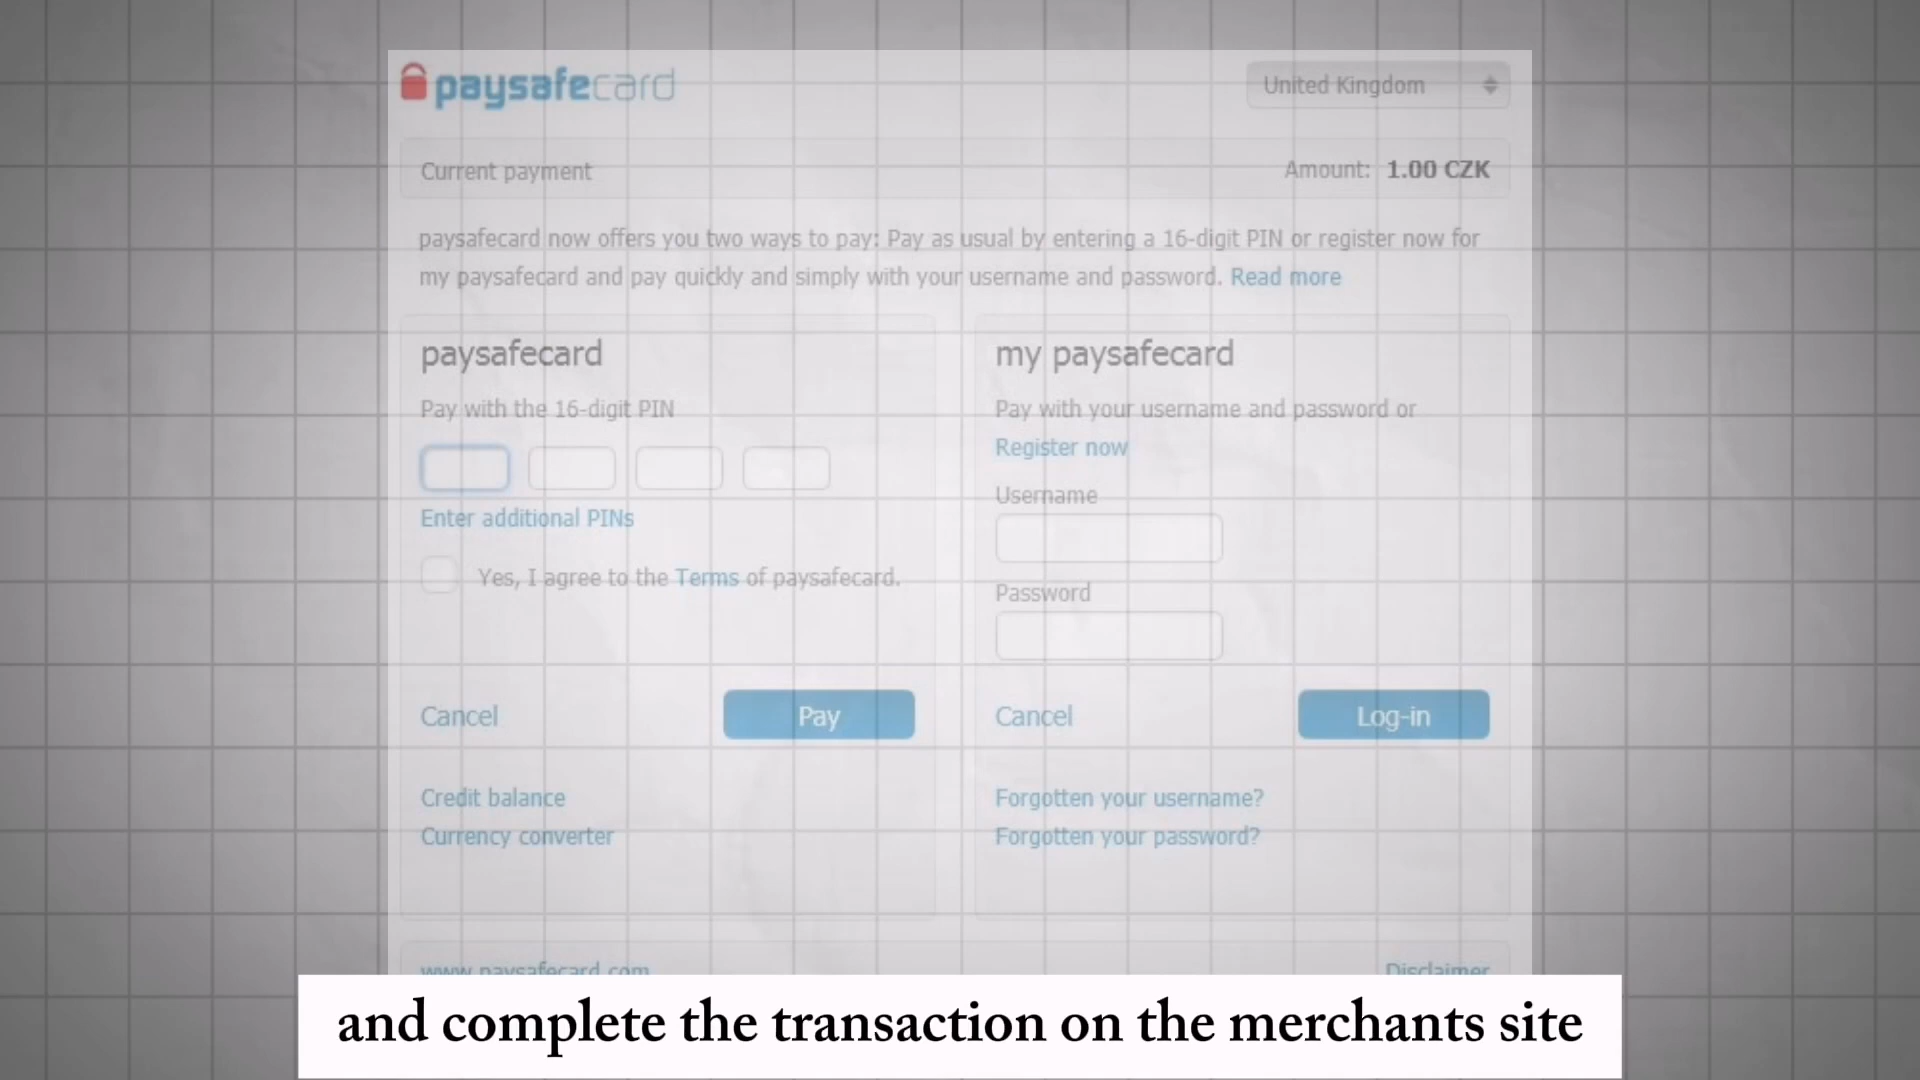 paysafecard
United Kingdom
Current payment
Amount: 1.00 CZK
paysafecard now offers you two ways to pay: Pay as usual by entering a 16-digit PIN or register now for
my paysafecard and pay quickly and simply with your username and password. Read more
paysafecard
Pay with the 16-digit PIN
Enter additional PINs
Yes, I agree to the Terms of paysafecard.
Cancel
Pay
Credit balance
Currency converter
my paysafecard
Pay with your username and password or
Register now
Username
Password
Cancel
Log-in
Forgotten your username?
Forgotten your password?
www.paysafecard.com
Disclaimer
and complete the transaction on the merchants site